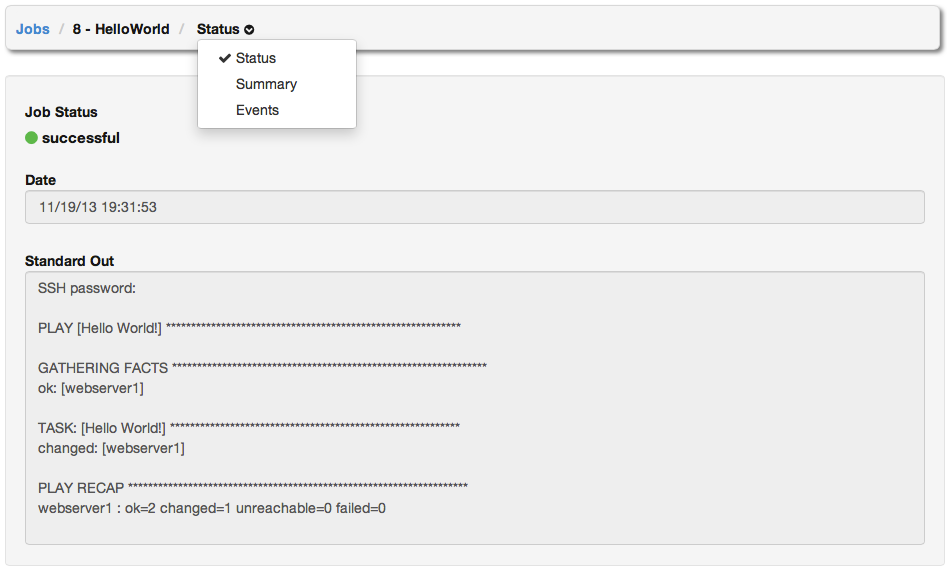 Jobs / 8 - HelloWorld / Status
Status
Summary
Events
Job Status
successful
Date
11/19/13 19:31:53
Standard Out
SSH password:
PLAY [Hello World!] ***********************************************************
GATHERING FACTS ***************************************************************
ok: [webserver1]
TASK: [Hello World!] **********************************************************
changed: [webserver1]
PLAY RECAP ********************************************************************
webserver1 : ok=2 changed=1 unreachable=0 failed=0